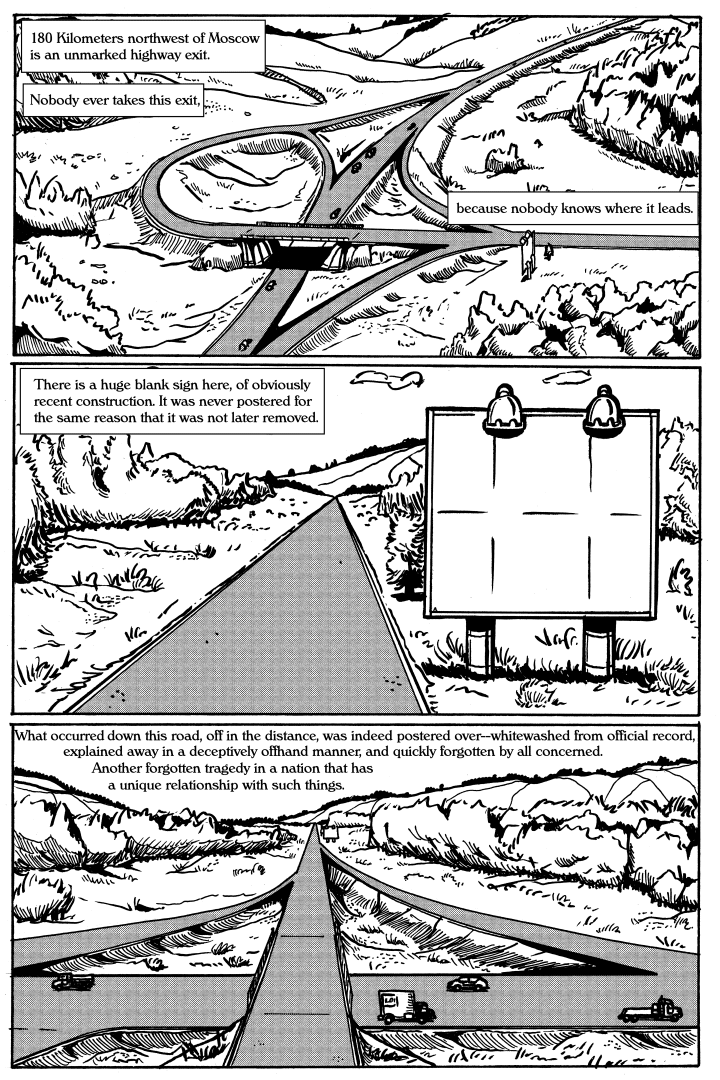 180 Kilometers northwest of Moscow
is an unmarked highway exit.
Nobody ever takes this exit,
because nobody knows where it leads.
There is a huge blank sign here, of obviously
recent construction. It was never postered for
the same reason that it was not later removed.
What occurred down this road, off in the distance, was indeed postered over--whitewashed from official record,
explained away in a deceptively offhand manner, and quickly forgotten by all concerned.
Another forgotten tragedy in a nation that has
a unique relationship with such things.